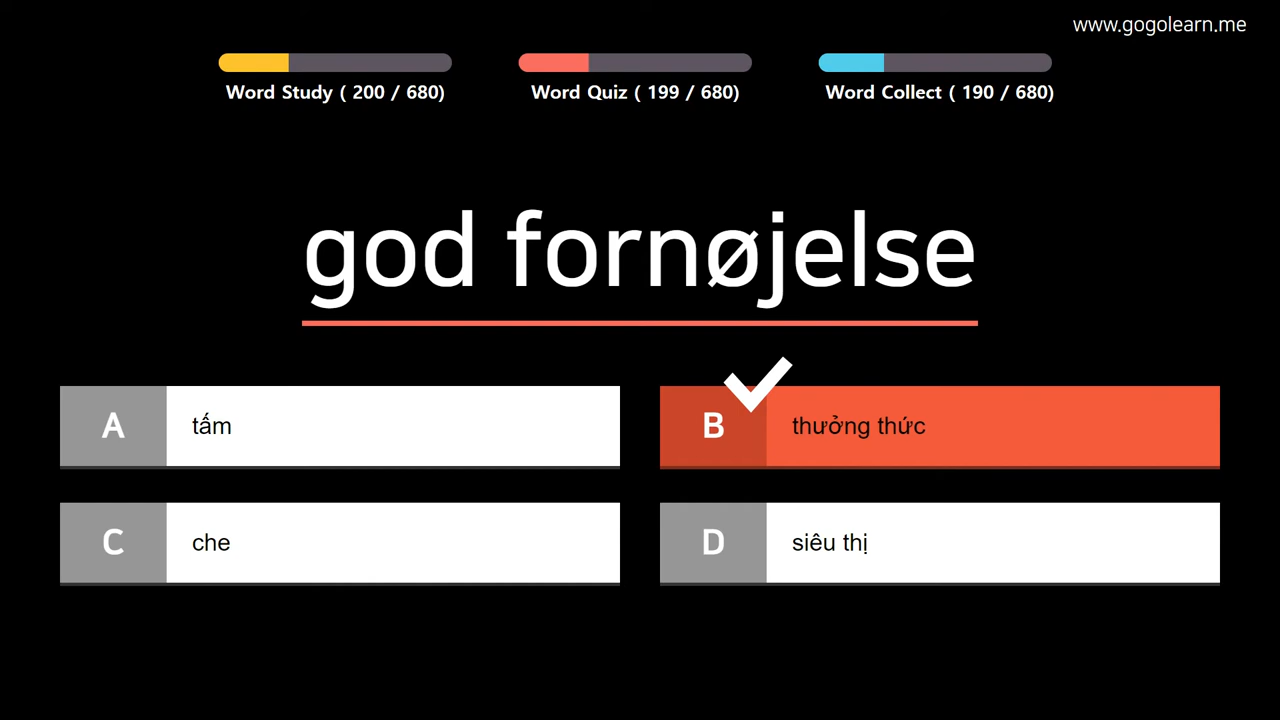 www.gogolearn.me
Word Study ( 200 / 680)
Word Quiz ( 199 / 680)
Word Collect ( 190 / 680)
god fornøjelse
A tấm
B thưởng thức
C che
D siêu thị